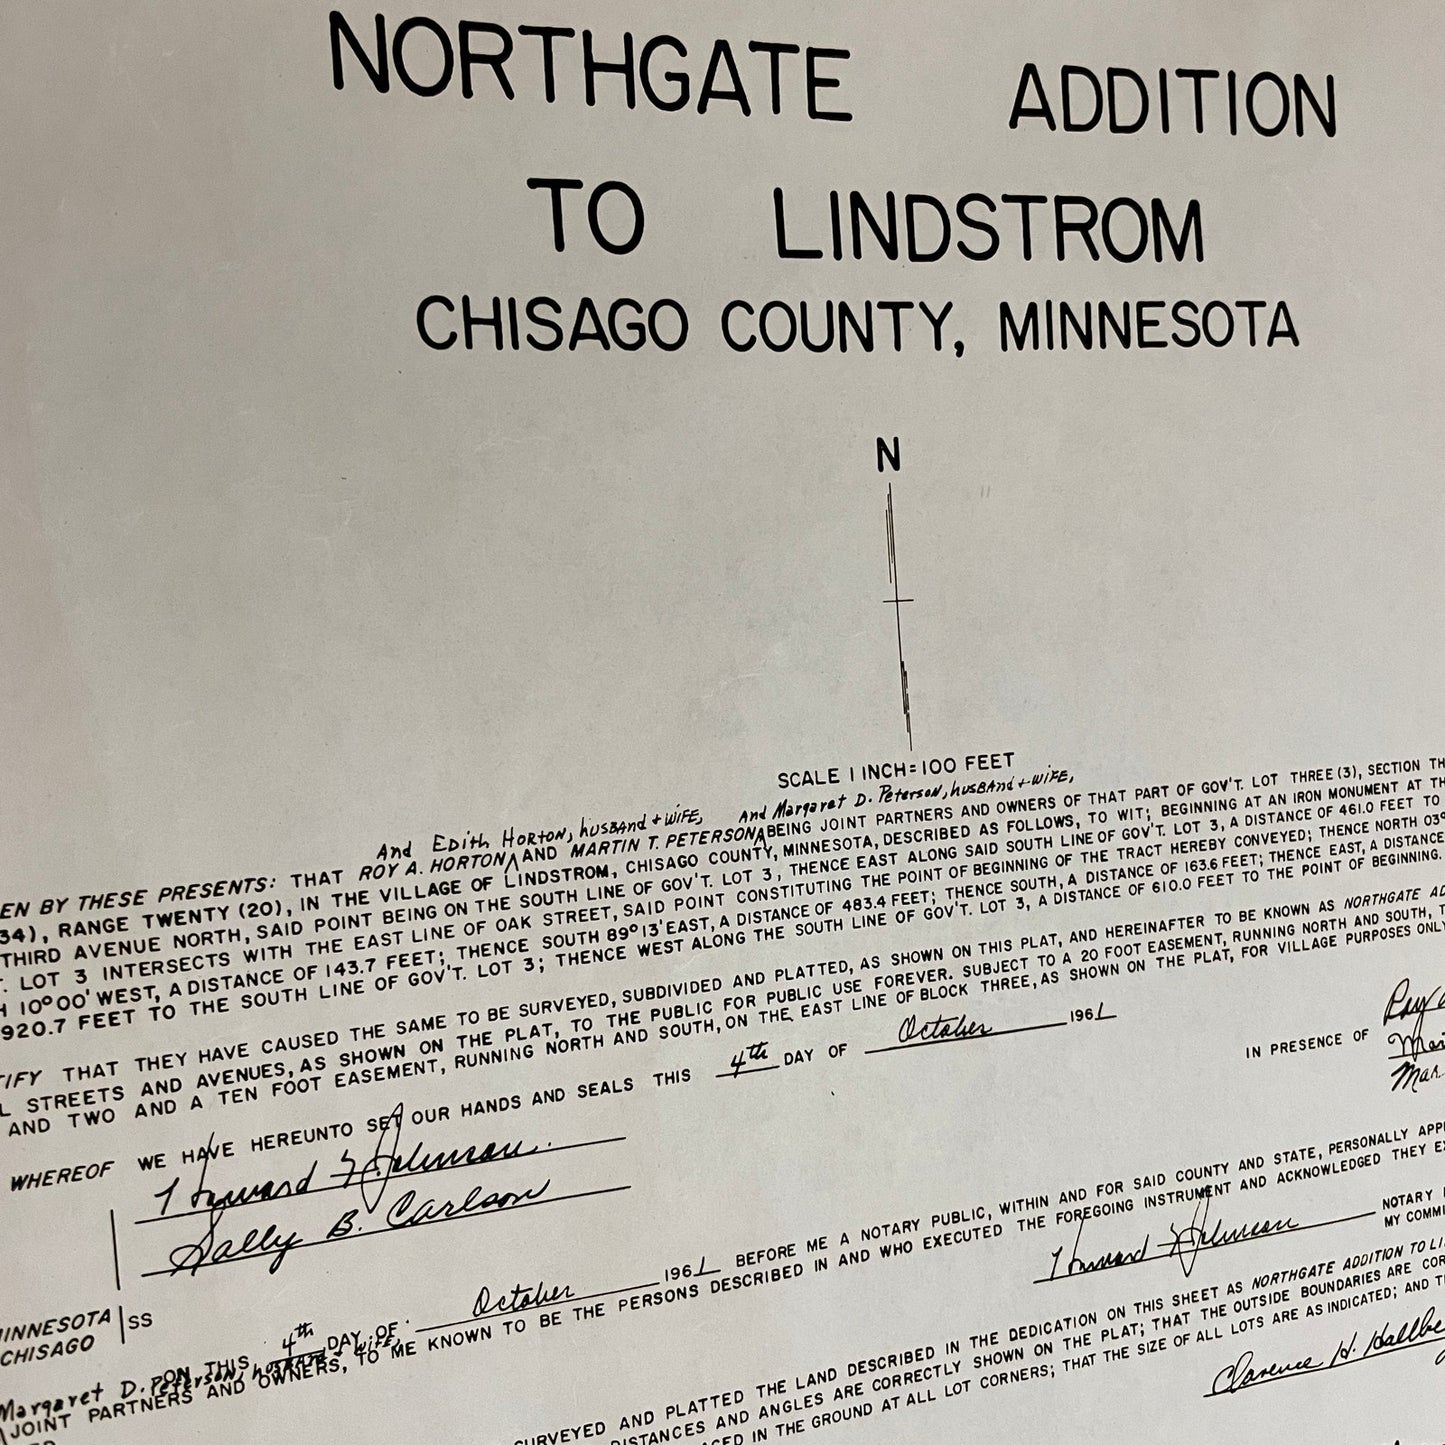 NORTHGATE ADDITION
TO LINDSTROM
CHISAGO COUNTY, MINNESOTA
N
SCALE 1 INCH=100 FEET
And Edith Horton, husband + wife, And Margaret D. Peterson, husband + wife,
EN BY THESE PRESENTS: THAT ROY A. HORTON AND MARTIN T. PETERSON BEING JOINT PARTNERS AND OWNERS OF THAT PART OF GOV'T. LOT THREE (3), SECTION TH
34), RANGE TWENTY (20), IN THE VILLAGE OF LINDSTROM, CHISAGO COUNTY, MINNESOTA, DESCRIBED AS FOLLOWS, TO WIT; BEGINNING AT AN IRON MONUMENT AT TH
THIRD AVENUE NORTH, SAID POINT BEING ON THE SOUTH LINE OF GOV'T. LOT 3, THENCE EAST ALONG SAID SOUTH LINE OF GOV'T. LOT 3, A DISTANCE OF 461.0 FEET TO
T. LOT 3 INTERSECTS WITH THE EAST LINE OF OAK STREET, SAID POINT CONSTITUTING THE POINT OF BEGINNING OF THE TRACT HEREBY CONVEYED; THENCE NORTH 03°
H 10°00' WEST, A DISTANCE OF 143.7 FEET; THENCE SOUTH 89°13' EAST, A DISTANCE OF 483.4 FEET; THENCE SOUTH, A DISTANCE OF 163.6 FEET; THENCE EAST, A DISTANCE
920.7 FEET TO THE SOUTH LINE OF GOV'T. LOT 3; THENCE WEST ALONG THE SOUTH LINE OF GOV'T. LOT 3, A DISTANCE OF 610.0 FEET TO THE POINT OF BEGINNING.
TIFY THAT THEY HAVE CAUSED THE SAME TO BE SURVEYED, SUBDIVIDED AND PLATTED, AS SHOWN ON THIS PLAT, AND HEREINAFTER TO BE KNOWN AS NORTHGATE AD
L STREETS AND AVENUES, AS SHOWN ON THE PLAT, TO THE PUBLIC FOR PUBLIC USE FOREVER. SUBJECT TO A 20 FOOT EASEMENT, RUNNING NORTH AND SOUTH, T
AND TWO AND A TEN FOOT EASEMENT, RUNNING NORTH AND SOUTH, ON THE EAST LINE OF BLOCK THREE, AS SHOWN ON THE PLAT, FOR VILLAGE PURPOSES ONLY
WHEREOF WE HAVE HEREUNTO SET OUR HANDS AND SEALS THIS 4th DAY OF October 1961
IN PRESENCE OF Roy
Howard Johnson
Sally B. Carlson
MINNESOTA
CHISAGO
SS
ON THIS 4th DAY OF October 1961 BEFORE ME A NOTARY PUBLIC, WITHIN AND FOR SAID COUNTY AND STATE, PERSONALLY APP
Margaret D. Peterson, husband + wife,
JOINT PARTNERS AND OWNERS, TO ME KNOWN TO BE THE PERSONS DESCRIBED IN AND WHO EXECUTED THE FOREGOING INSTRUMENT AND ACKNOWLEDGED THEY EX
Howard Johnson
NOTARY
MY COMMI
SURVEYED AND PLATTED THE LAND DESCRIBED IN THE DEDICATION ON THIS SHEET AS NORTHGATE ADDITION TO LI
DISTANCES AND ANGLES ARE CORRECTLY SHOWN ON THE PLAT; THAT THE OUTSIDE BOUNDARIES ARE COR
ACED IN THE GROUND AT ALL LOT CORNERS; THAT THE SIZE OF ALL LOTS ARE AS INDICATED; AND T
Clarence H. Hallbe